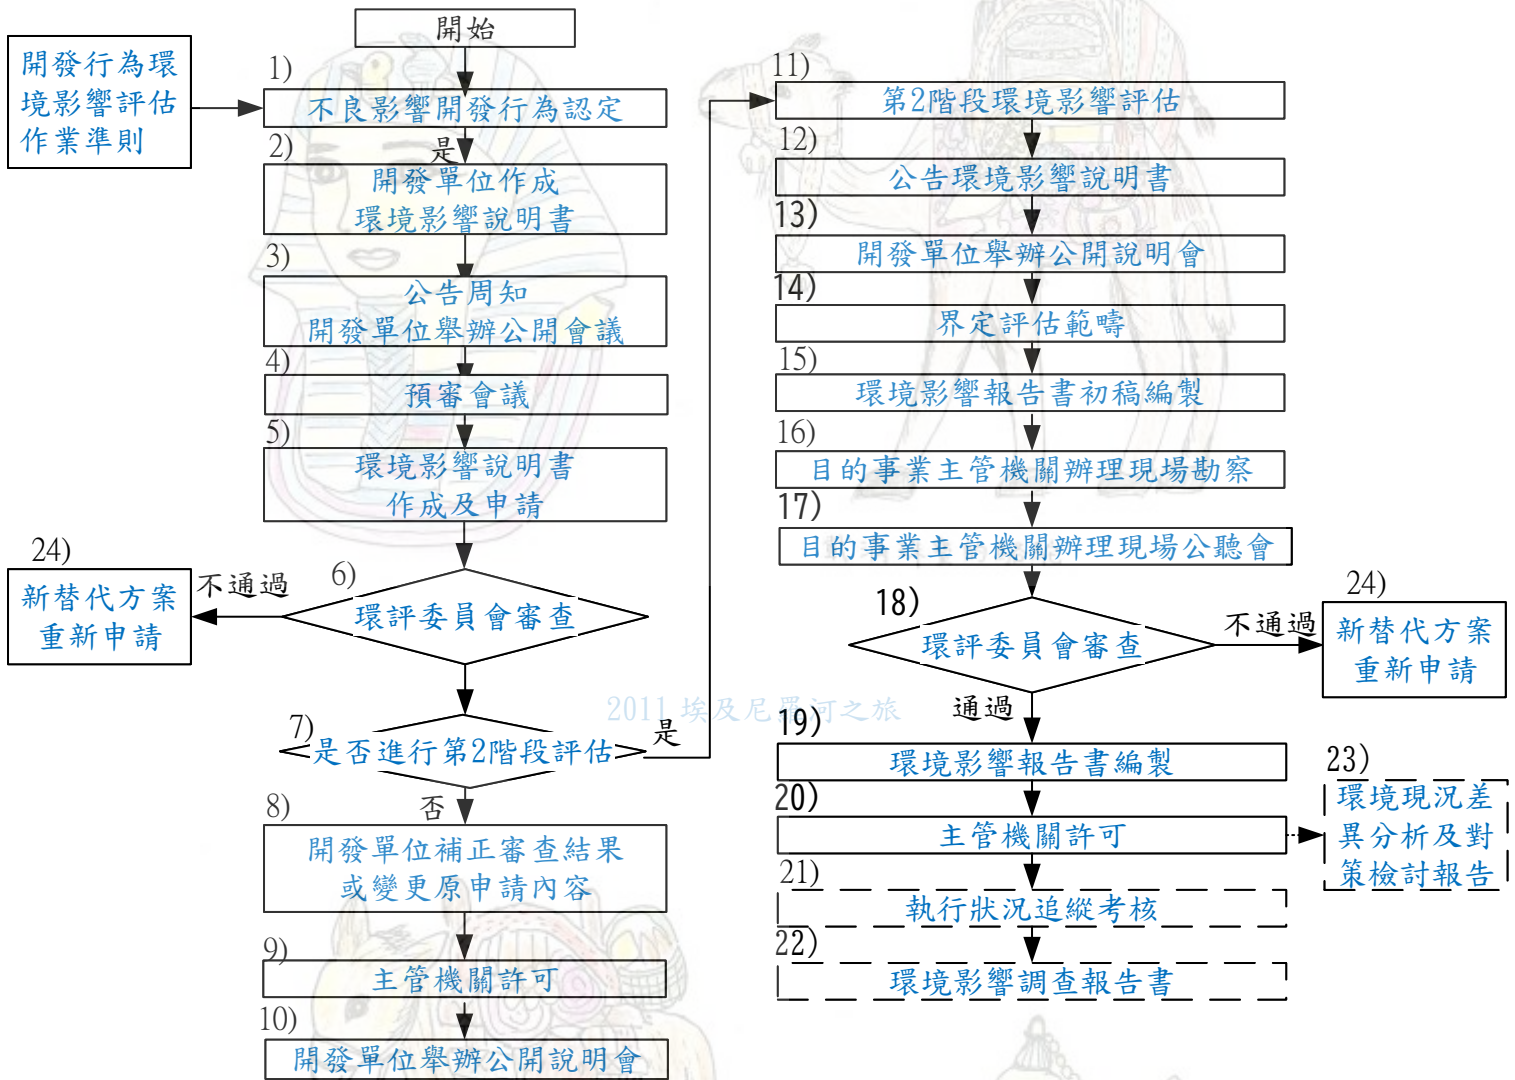 開始
開發行為環
境影響評估
作業準則
1)
不良影響開發行為認定
是
2)
開發單位作成
環境影響說明書
3)
公告周知
開發單位舉辦公開會議
4)
預審會議
5)
環境影響說明書
作成及申請
6)
環評委員會審查
不通過
24)
新替代方案
重新申請
7)
是否進行第2階段評估
是
否
8)
開發單位補正審查結果
或變更原申請內容
9)
主管機關許可
10)
開發單位舉辦公開說明會
11)
第2階段環境影響評估
12)
公告環境影響說明書
13)
開發單位舉辦公開說明會
14)
界定評估範疇
15)
環境影響報告書初稿編製
16)
目的事業主管機關辦理現場勘察
17)
目的事業主管機關辦理現場公聽會
18)
環評委員會審查
不通過
24)
新替代方案
重新申請
通過
19)
環境影響報告書編製
20)
主管機關許可
23)
環境現況差
異分析及對
策檢討報告
21)
執行狀況追縱考核
22)
環境影響調查報告書
2011 埃及尼羅河之旅